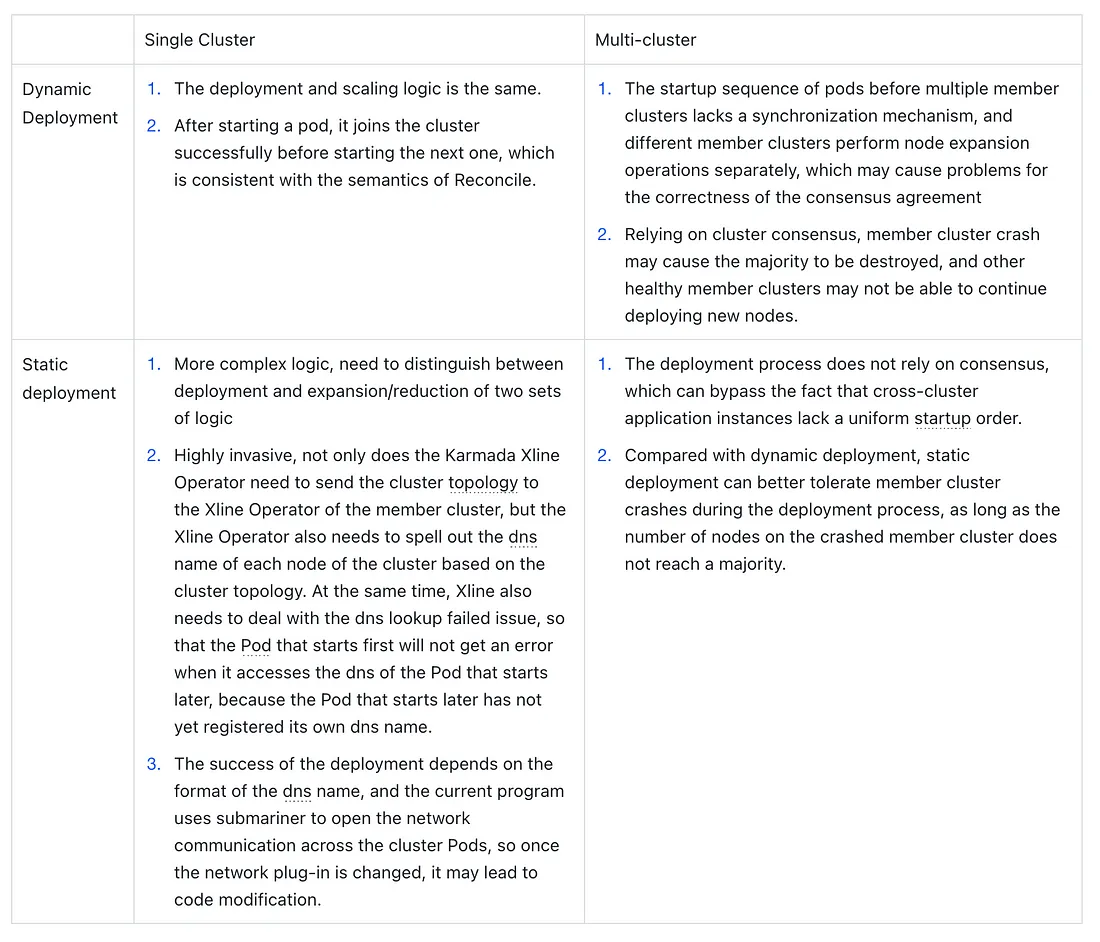 Single Cluster
Multi-cluster
Dynamic
Deployment
1. The deployment and scaling logic is the same.
2. After starting a pod, it joins the cluster
successfully before starting the next one, which
is consistent with the semantics of Reconcile.
1. The startup sequence of pods before multiple member
clusters lacks a synchronization mechanism, and
different member clusters perform node expansion
operations separately, which may cause problems for
the correctness of the consensus agreement
2. Relying on cluster consensus, member cluster crash
may cause the majority to be destroyed, and other
healthy member clusters may not be able to continue
deploying new nodes.
Static
deployment
1. More complex logic, need to distinguish between
deployment and expansion/reduction of two sets
of logic
2. Highly invasive, not only does the Karmada Xline
Operator need to send the cluster topology to
the Xline Operator of the member cluster, but the
Xline Operator also needs to spell out the dns
name of each node of the cluster based on the
cluster topology. At the same time, Xline also
needs to deal with the dns lookup failed issue, so
that the Pod that starts first will not get an error
when it accesses the dns of the Pod that starts
later, because the Pod that starts later has not
yet registered its own dns name.
3. The success of the deployment depends on the
format of the dns name, and the current program
uses submariner to open the network
communication across the cluster Pods, so once
the network plug-in is changed, it may lead to
code modification.
1. The deployment process does not rely on consensus,
which can bypass the fact that cross-cluster
application instances lack a uniform startup order.
2. Compared with dynamic deployment, static
deployment can better tolerate member cluster
crashes during the deployment process, as long as the
number of nodes on the crashed member cluster does
not reach a majority.